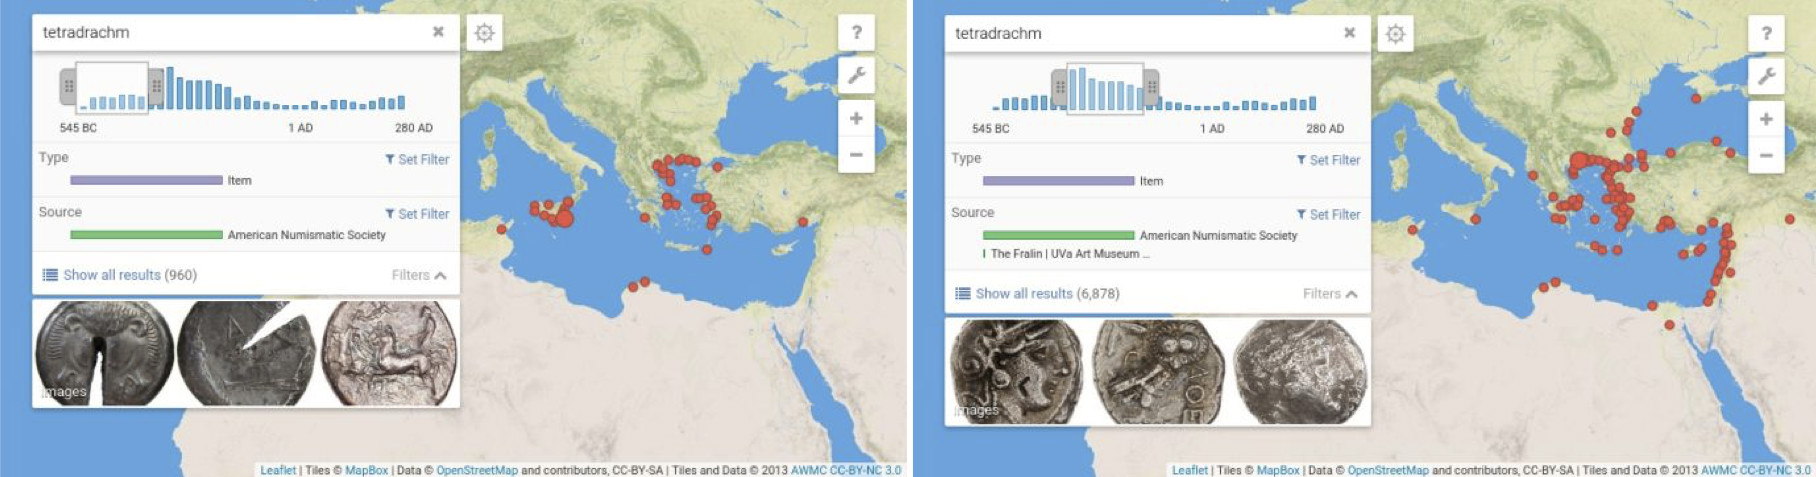 tetradrachm ✖
?
+
−
545 BC 1 AD 280 AD
Type Set Filter
Item
Source Set Filter
American Numismatic Society
Show all results (960) Filters
Images
Leaflet | Tiles © MapBox | Data © OpenStreetMap and contributors, CC-BY-SA | Tiles and Data © 2013 AWMC CC-BY-NC 3.0
tetradrachm ✖
?
+
−
545 BC 1 AD 280 AD
Type Set Filter
Item
Source Set Filter
American Numismatic Society
The Fralin | UVa Art Museum ...
Show all results (6,878) Filters
Images
Leaflet | Tiles © MapBox | Data © OpenStreetMap and contributors, CC-BY-SA | Tiles and Data © 2013 AWMC CC-BY-NC 3.0